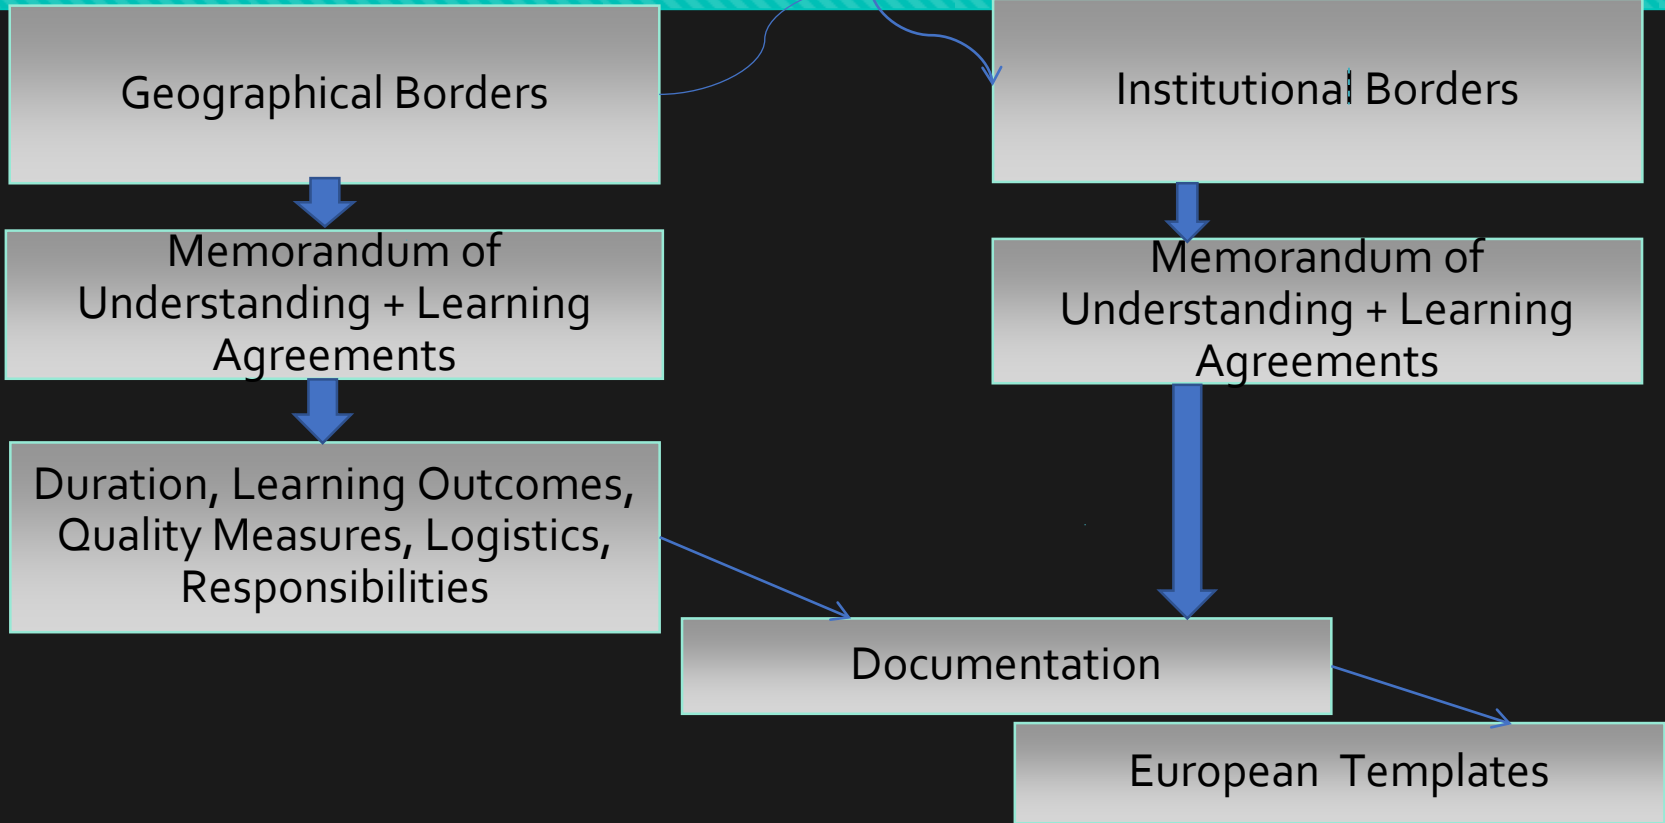 Geographical Borders
Institutional Borders
Memorandum of
Understanding + Learning
Agreements
Memorandum of
Understanding + Learning
Agreements
Duration, Learning Outcomes,
Quality Measures, Logistics,
Responsibilities
Documentation
European Templates